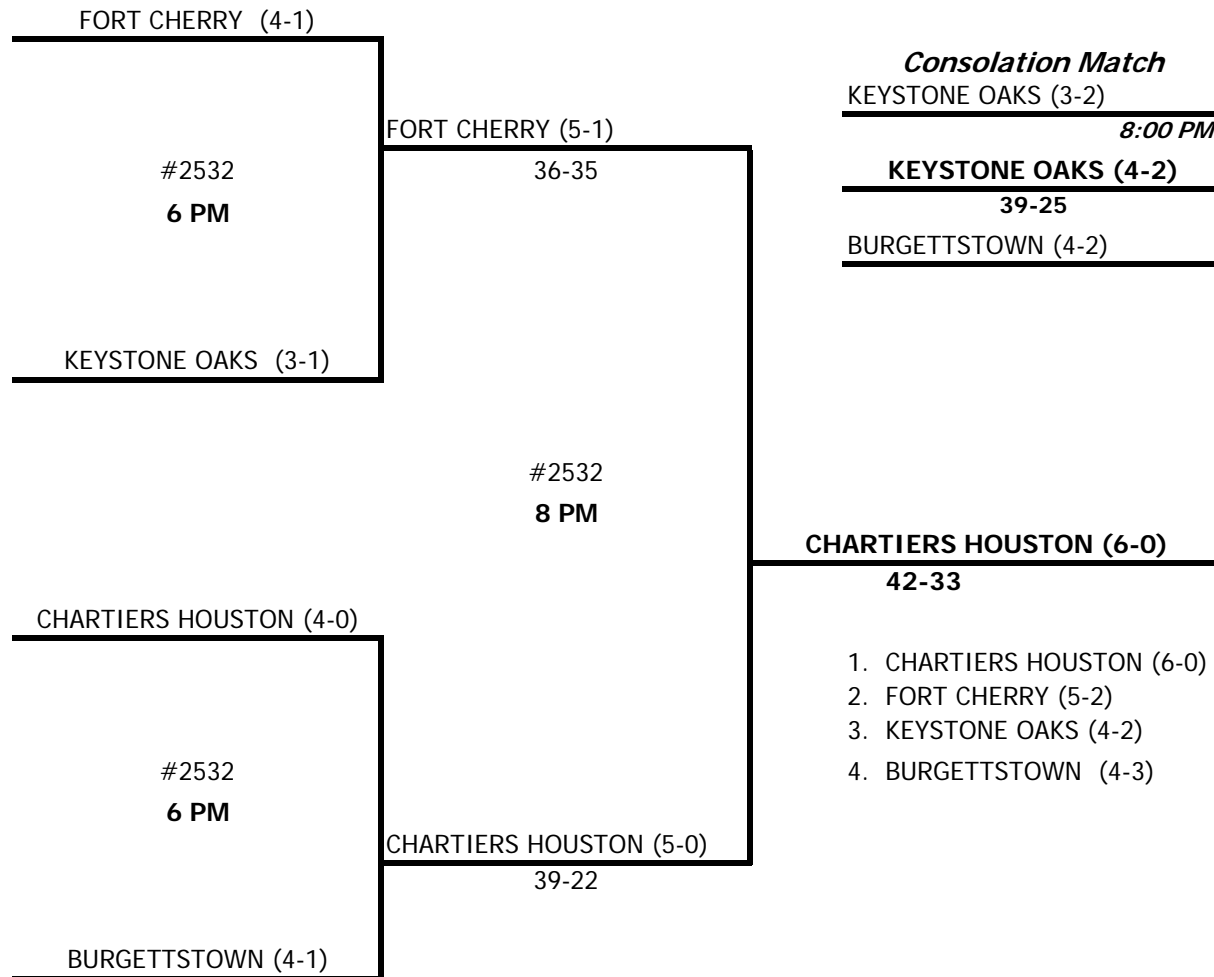 FORT CHERRY (4-1)
Consolation Match
KEYSTONE OAKS (3-2)
8:00 PM
FORT CHERRY (5-1)
36-35
#2532
6 PM
KEYSTONE OAKS (4-2)
39-25
BURGETTSTOWN (4-2)
KEYSTONE OAKS (3-1)
#2532
8 PM
CHARTIERS HOUSTON (6-0)
42-33
CHARTIERS HOUSTON (4-0)
1. CHARTIERS HOUSTON (6-0)
2. FORT CHERRY (5-2)
3. KEYSTONE OAKS (4-2)
4. BURGETTSTOWN (4-3)
#2532
6 PM
CHARTIERS HOUSTON (5-0)
39-22
BURGETTSTOWN (4-1)